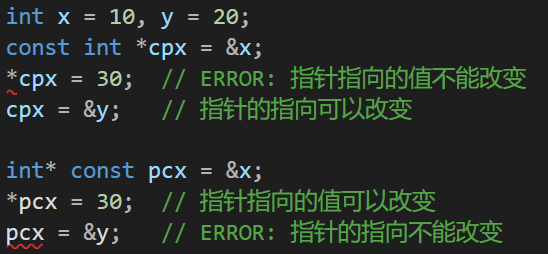 int x = 10, y = 20;
const int *cpx = &x;
*cpx = 30;  // ERROR: 指针指向的值不能改变
cpx = &y;   // 指针的指向可以改变
int* const pcx = &x;
*pcx = 30;  // 指针指向的值可以改变
pcx = &y;   // ERROR: 指针的指向不能改变